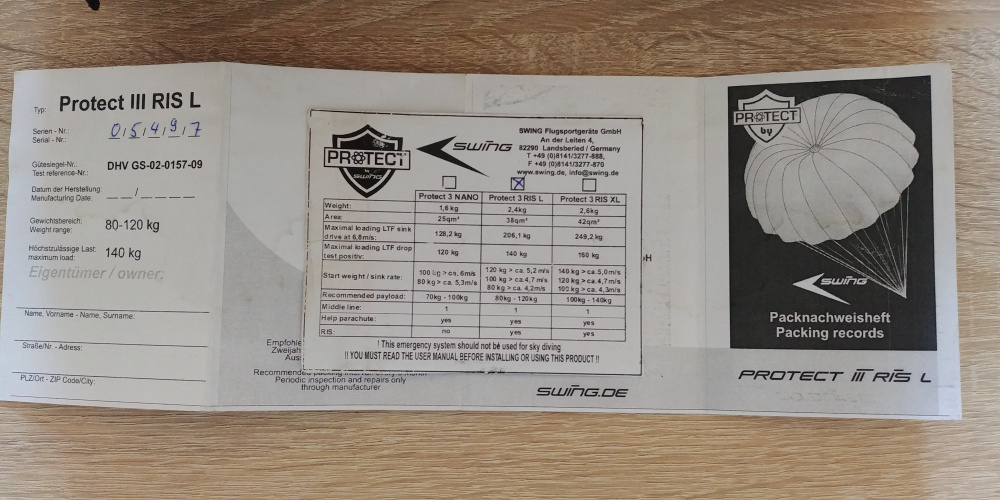 Typ: Protect III RIS L
Serien - Nr.: 0 5 4 9 7
Serial - Nr.:
Gütesiegel-Nr.: DHV GS-02-0157-09
Test reference-Nr.:
Datum der Herstellung: _ _ / _ _ _ _
Manufacturing Date:
Gewichtsbereich: 80-120 kg
Weight range:
Höchstzulässige Last: 140 kg
maximum load:
Eigentümer / owner:
Name, Vorname - Name, Surname:
Straße/Nr. - Adress:
PLZ/Ort - ZIP Code/City:
PROTECT
SWING
SWING
SWING Flugsportgeräte GmbH
An der Leiten 4,
82290 Landsberied / Germany
T +49 (0)8141/3277-888,
F +49 (0)8141/3277-870
www.swing.de, info@swing.de
Protect 3 NANO Protect 3 RIS L Protect 3 RIS XL
Weight: 1,6kg 2,4kg 2,6kg
Area: 25qm² 38qm² 42qm²
Maximal loading LTF sink drive at 6,8m/s: 128,2 kg 206,1 kg 249,2 kg
Maximal loading LTF drop test positiv: 120 kg 140 kg 160 kg
Start weight / sink rate: 100 kg > ca. 6m/s 80 kg > ca. 5,3m/s 120 kg > ca. 5,2 m/s 100 kg > ca. 4,7 m/s 80 kg > ca. 4,2m/s 140 kg > ca. 5,0m/s 120 kg > ca. 4,7 m/s 100 kg > ca. 4,3m/s
Recommended payload: 70kg - 100kg 80kg - 120kg 100kg - 140kg
Middle line: 1 1 1
Help parachute: yes yes yes
RIS: no yes yes
! This emergency system should not be used for sky diving
!! YOU MUST READ THE USER MANUAL BEFORE INSTALLING OR USING THIS PRODUCT !!
Empfohle
Zweijäh
Aus
Recommended
Periodic inspection and repairs only
through manufacturer
SWING.DE
PROTECT
by
SWING
Packnachweisheft
Packing records
PROTECT III RIS L